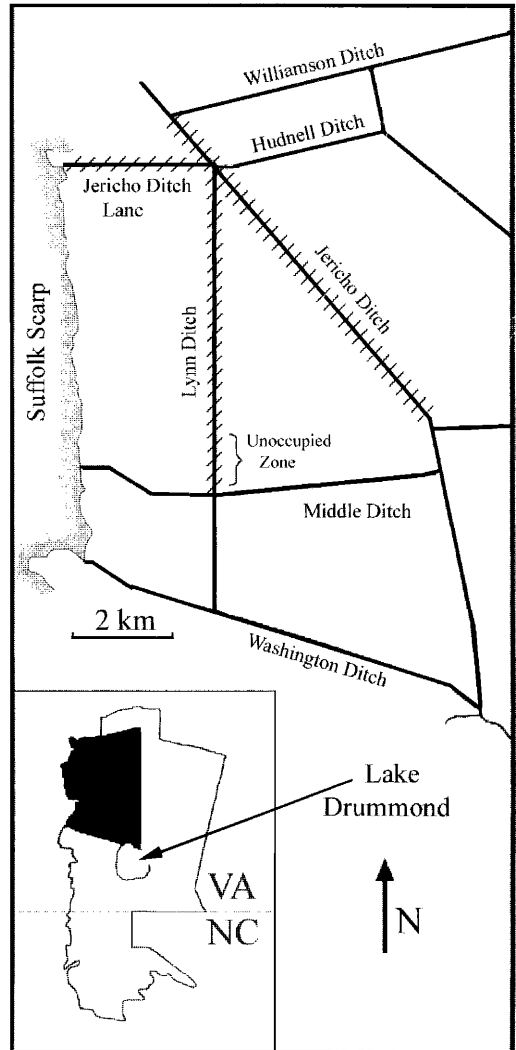 Williamson Ditch
Hudnell Ditch
Jericho Ditch
Lane
Jericho Ditch
Suffolk Scarp
Lynn Ditch
Unoccupied
Zone
Middle Ditch
2 km
Washington Ditch
Lake
Drummond
VA
NC
N